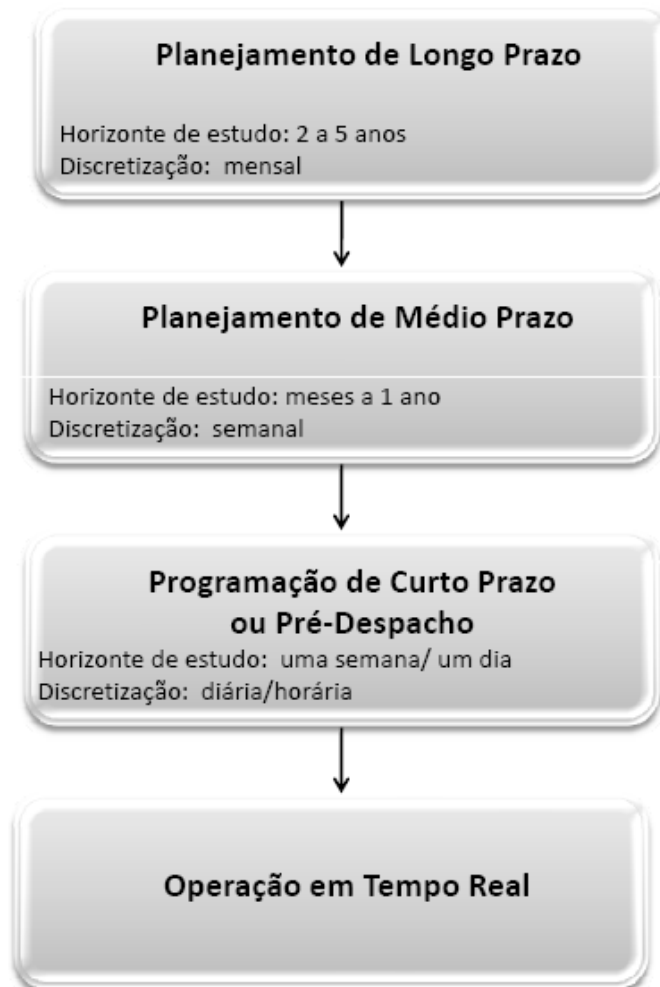 Planejamento de Longo Prazo
Horizonte de estudo: 2 a 5 anos
Discretização: mensal
Planejamento de Médio Prazo
Horizonte de estudo: meses a 1 ano
Discretização: semanal
Programação de Curto Prazo
ou Pré-Despacho
Horizonte de estudo: uma semana/ um dia
Discretização: diária/horária
Operação em Tempo Real